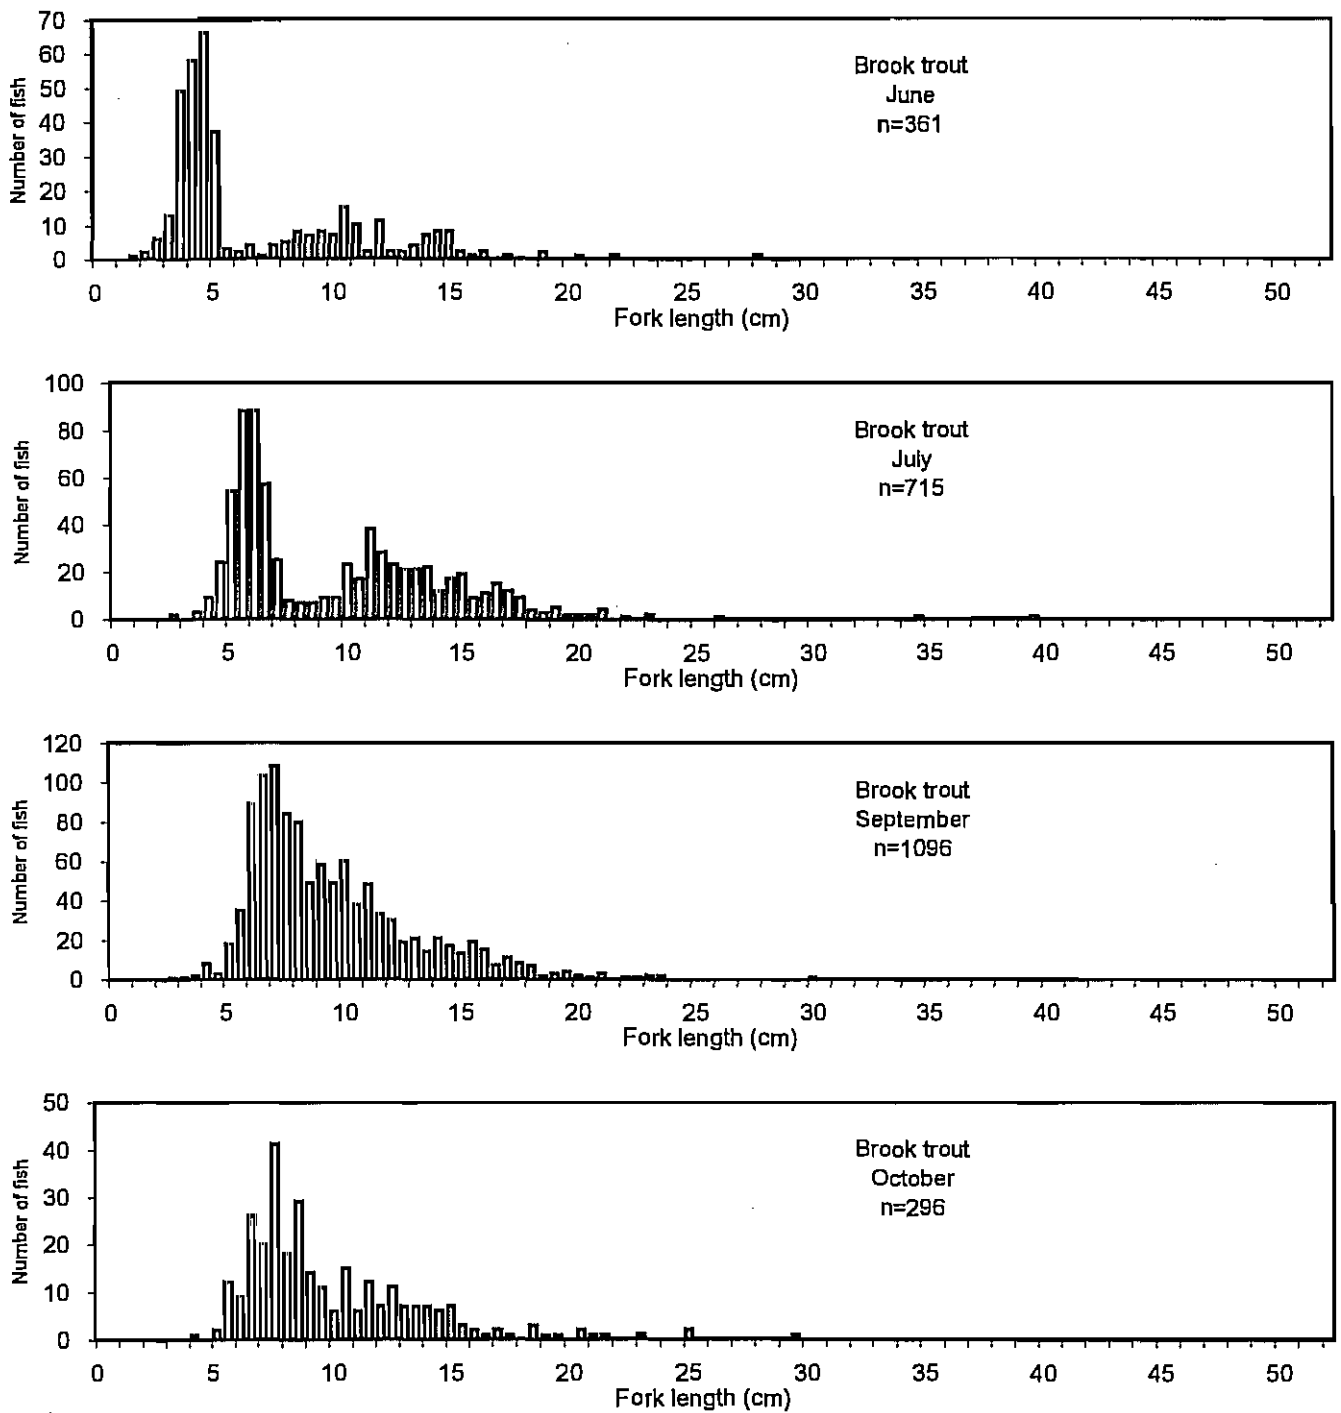 Number of fish
70
60
50
40
30
20
10
0
Brook trout
June
n=361
0 5 10 15 20 25 30 35 40 45 50
Fork length (cm)
Number of fish
100
80
60
40
20
0
Brook trout
July
n=715
0 5 10 15 20 25 30 35 40 45 50
Fork length (cm)
Number of fish
120
100
80
60
40
20
0
Brook trout
September
n=1096
0 5 10 15 20 25 30 35 40 45 50
Fork length (cm)
Number of fish
50
40
30
20
10
0
Brook trout
October
n=296
0 5 10 15 20 25 30 35 40 45 50
Fork length (cm)